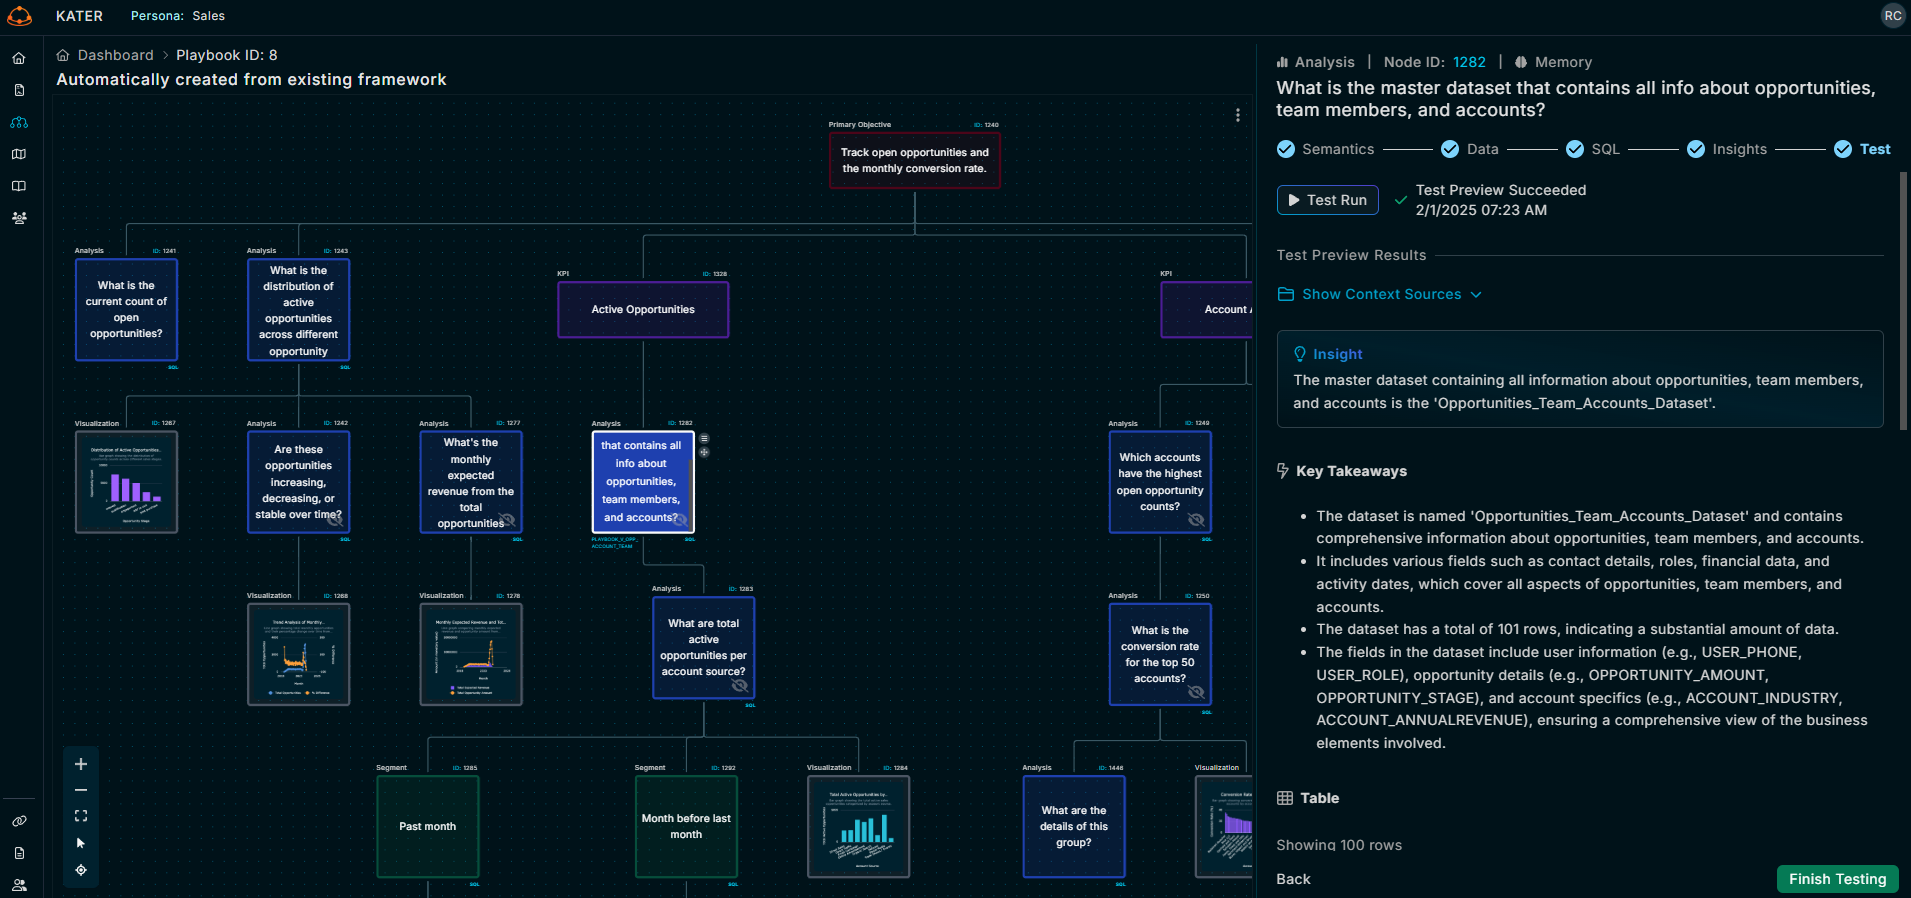 KATER
Persona: Sales
RC
Dashboard > Playbook ID: 8
Automatically created from existing framework
Primary Objective
ID: 1240
Track open opportunities and
the monthly conversion rate.
Analysis
ID: 1241
What is the
current count of
open
opportunities?
SQL
Analysis
ID: 1243
What is the
distribution of
active
opportunities
across different
opportunity
SQL
KPI
ID: 1328
Active Opportunities
KPI
Account
Visualization
ID: 1267
Distribution of Active Opportunities...
Opportunity Stage
Analysis
ID: 1242
Are these
opportunities
increasing,
decreasing, or
stable over time?
SQL
Analysis
ID: 1277
What's the
monthly
expected
revenue from the
total
opportunities
SQL
Analysis
ID: 1282
that contains all
info about
opportunities,
team members,
and accounts?
PLAYBOOK_V_OPP_
ACCOUNT_TEAM
SQL
Analysis
ID: 1249
Which accounts
have the highest
open opportunity
counts?
SQL
Visualization
ID: 1268
Trend Analysis of Monthly...
Month
% Difference
Visualization
ID: 1278
Monthly Expected Revenue and Tot...
Month
Total Expected Revenue
Total Opportunity Amount
Analysis
ID: 1283
What are total
active
opportunities per
account source?
SQL
Analysis
ID: 1250
What is the
conversion rate
for the top 50
accounts?
SQL
Segment
ID: 1285
Past month
SQL
Segment
ID: 1292
Month before last
month
SQL
Visualization
ID: 1284
Total Active Opportunities by...
Account Source
Analysis
ID: 1448
What are the
details of this
group?
SQL
Visualization
Conversion Rate
Analysis | Node ID: 1282 | Memory
What is the master dataset that contains all info about opportunities,
team members, and accounts?
Semantics
Data
SQL
Insights
Test
Test Run
Test Preview Succeeded
2/1/2025 07:23 AM
Test Preview Results
Show Context Sources
Insight
The master dataset containing all information about opportunities, team members,
and accounts is the 'Opportunities_Team_Accounts_Dataset'.
Key Takeaways
• The dataset is named 'Opportunities_Team_Accounts_Dataset' and contains
comprehensive information about opportunities, team members, and accounts.
• It includes various fields such as contact details, roles, financial data, and
activity dates, which cover all aspects of opportunities, team members, and
accounts.
• The dataset has a total of 101 rows, indicating a substantial amount of data.
• The fields in the dataset include user information (e.g., USER_PHONE,
USER_ROLE), opportunity details (e.g., OPPORTUNITY_AMOUNT,
OPPORTUNITY_STAGE), and account specifics (e.g., ACCOUNT_INDUSTRY,
ACCOUNT_ANNUALREVENUE), ensuring a comprehensive view of the business
elements involved.
Table
Showing 100 rows
Back
Finish Testing